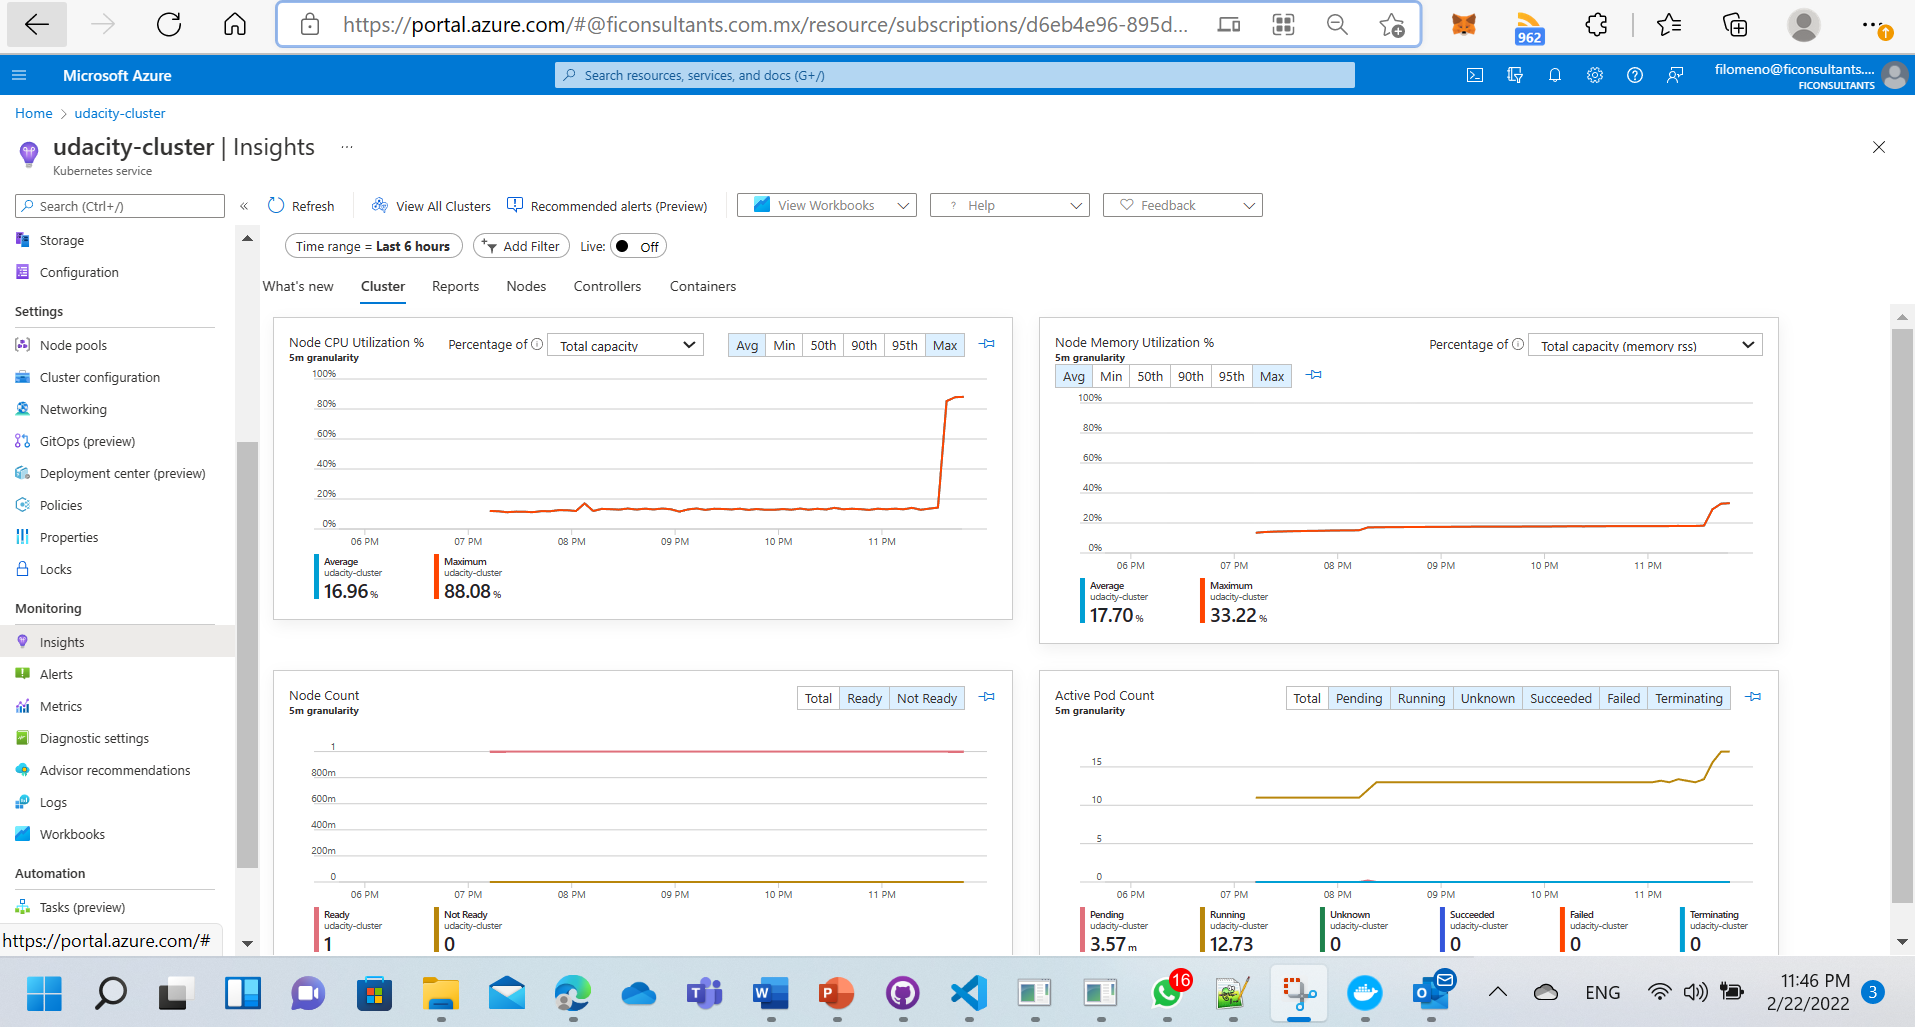 https://portal.azure.com/#@ficonsultants.com.mx/resource/subscriptions/d6eb4e96-895d...
962
Microsoft Azure
Search resources, services, and docs (G+/)
filomeno@ficonsultants....
FICONSULTANTS
Home > udacity-cluster
udacity-cluster | Insights ...
Kubernetes service
Search (Ctrl+/)
«
Refresh
View All Clusters
Recommended alerts (Preview)
View Workbooks
? Help
Feedback
Storage
Configuration
Settings
Node pools
Cluster configuration
Networking
GitOps (preview)
Deployment center (preview)
Policies
Properties
Locks
Monitoring
Insights
Alerts
Metrics
Diagnostic settings
Advisor recommendations
Logs
Workbooks
Automation
Tasks (preview)
https://portal.azure.com/#
Time range = Last 6 hours
Add Filter
Live: Off
What's new
Cluster
Reports
Nodes
Controllers
Containers
Node CPU Utilization %
5m granularity
Percentage of
Total capacity
Avg Min 50th 90th 95th Max
100%
80%
60%
40%
20%
0%
06 PM 07 PM 08 PM 09 PM 10 PM 11 PM
Average
udacity-cluster
16.96 %
Maximum
udacity-cluster
88.08 %
Node Memory Utilization %
5m granularity
Percentage of
Total capacity (memory rss)
Avg Min 50th 90th 95th Max
100%
80%
60%
40%
20%
0%
06 PM 07 PM 08 PM 09 PM 10 PM 11 PM
Average
udacity-cluster
17.70 %
Maximum
udacity-cluster
33.22 %
Node Count
5m granularity
Total Ready Not Ready
1
800m
600m
400m
200m
0
06 PM 07 PM 08 PM 09 PM 10 PM 11 PM
Ready
udacity-cluster
1
Not Ready
udacity-cluster
0
Active Pod Count
5m granularity
Total Pending Running Unknown Succeeded Failed Terminating
15
10
5
0
06 PM 07 PM 08 PM 09 PM 10 PM 11 PM
Pending
udacity-cluster
3.57 m
Running
udacity-cluster
12.73
Unknown
udacity-cluster
0
Succeeded
udacity-cluster
0
Failed
udacity-cluster
0
Terminating
udacity-cluster
0
16
ENG
11:46 PM
2/22/2022
3